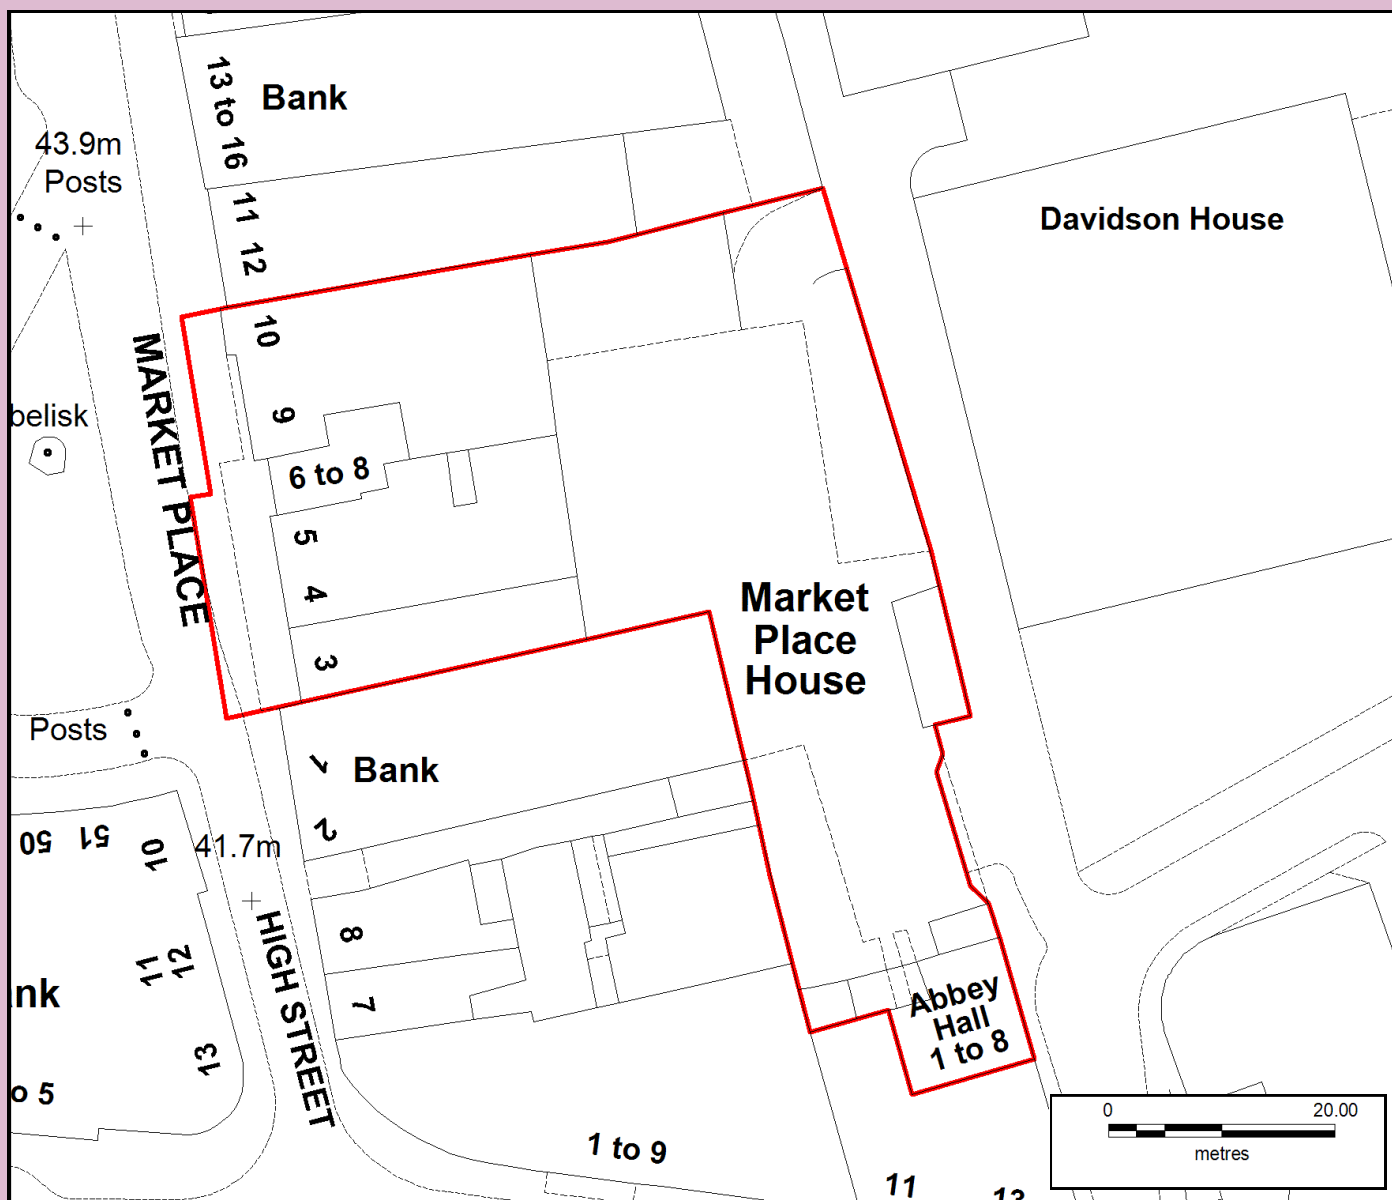 13 to 16
Bank
43.9m
Posts
11
12
Davidson House
10
MARKET PLACE
9
belisk
6 to 8
5
4
3
Market
Place
House
Posts
1
Bank
2
50
51
10
41.7m
8
12
11
nk
7
HIGH STREET
Abbey
Hall
1 to 8
13
o 5
1 to 9
11
13
0
20.00
metres